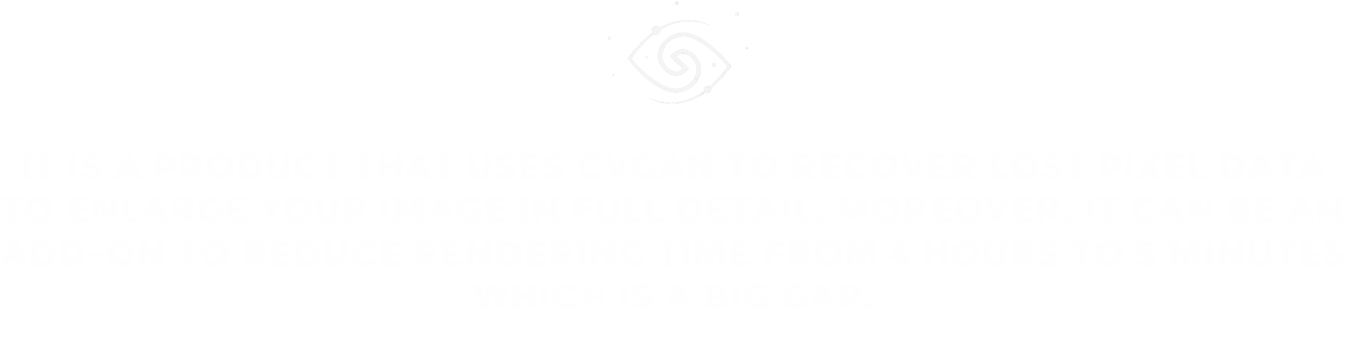 IT IS A PRODUCT THAT USES TO RECOVER LOST PIXEL DATA
TO ENLARGE YOUR IMAGE IN FULL DETAIL. MOREOVER, IT CAN BE AN
ADD-ON TO REDUCE RENDERING TIME FROM HOURS TO MINUTES
WHICH IS A BIG GAP.